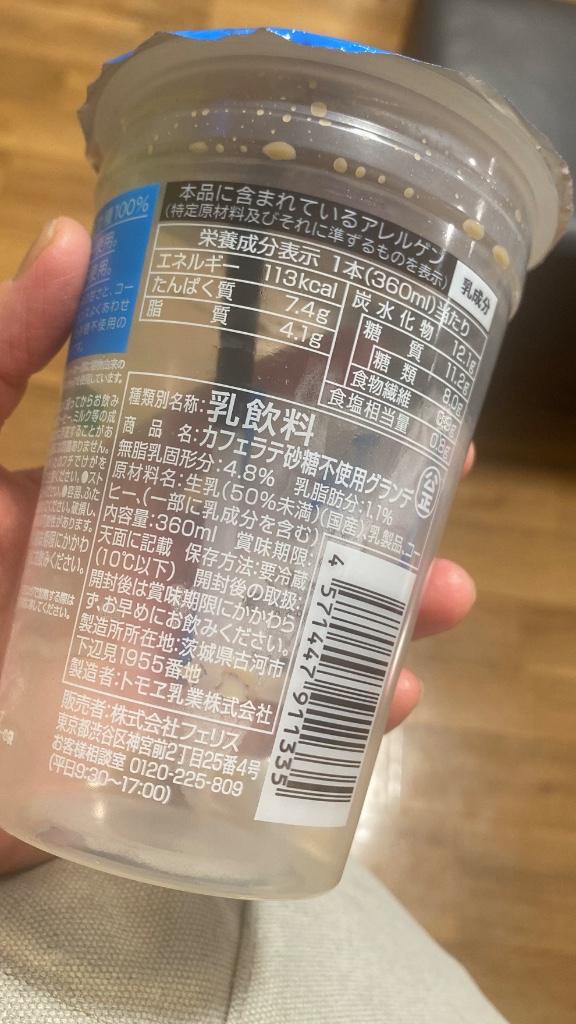 100%
使用。
使用。
本品に含まれているアレルゲン
(特定原材料及びそれに準ずるものを表示)
乳成分
栄養成分表示 1本(360ml)当たり
エネルギー 113kcal
たんぱく質 7.4g
脂質 4.1g
炭水化物 12.1g
糖質 11.2g
糖類 8.0g
食物繊維
食塩相当量
種類別名称:乳飲料
商品名:カフェラテ砂糖不使用グランデ
公正
無脂乳固形分:4.8% 乳脂肪分:1.1%
原材料名:生乳(50%未満)(国産)、乳製品、コー
ヒー、(一部に乳成分を含む)
内容量:360ml 賞味期限:
天面に記載 保存方法:要冷蔵
(10℃以下) 開封後の取扱:
開封後は賞味期限にかかわら
ず、お早めにお飲みください。
製造所所在地:茨城県古河市
下辺見1955番地
製造者:トモヱ乳業株式会社
販売者:株式会社フェリス
東京都渋谷区神宮前2丁目25番4号
お客様相談室 0120-225-809
(平日9:30〜17:00)
4 571447 911335